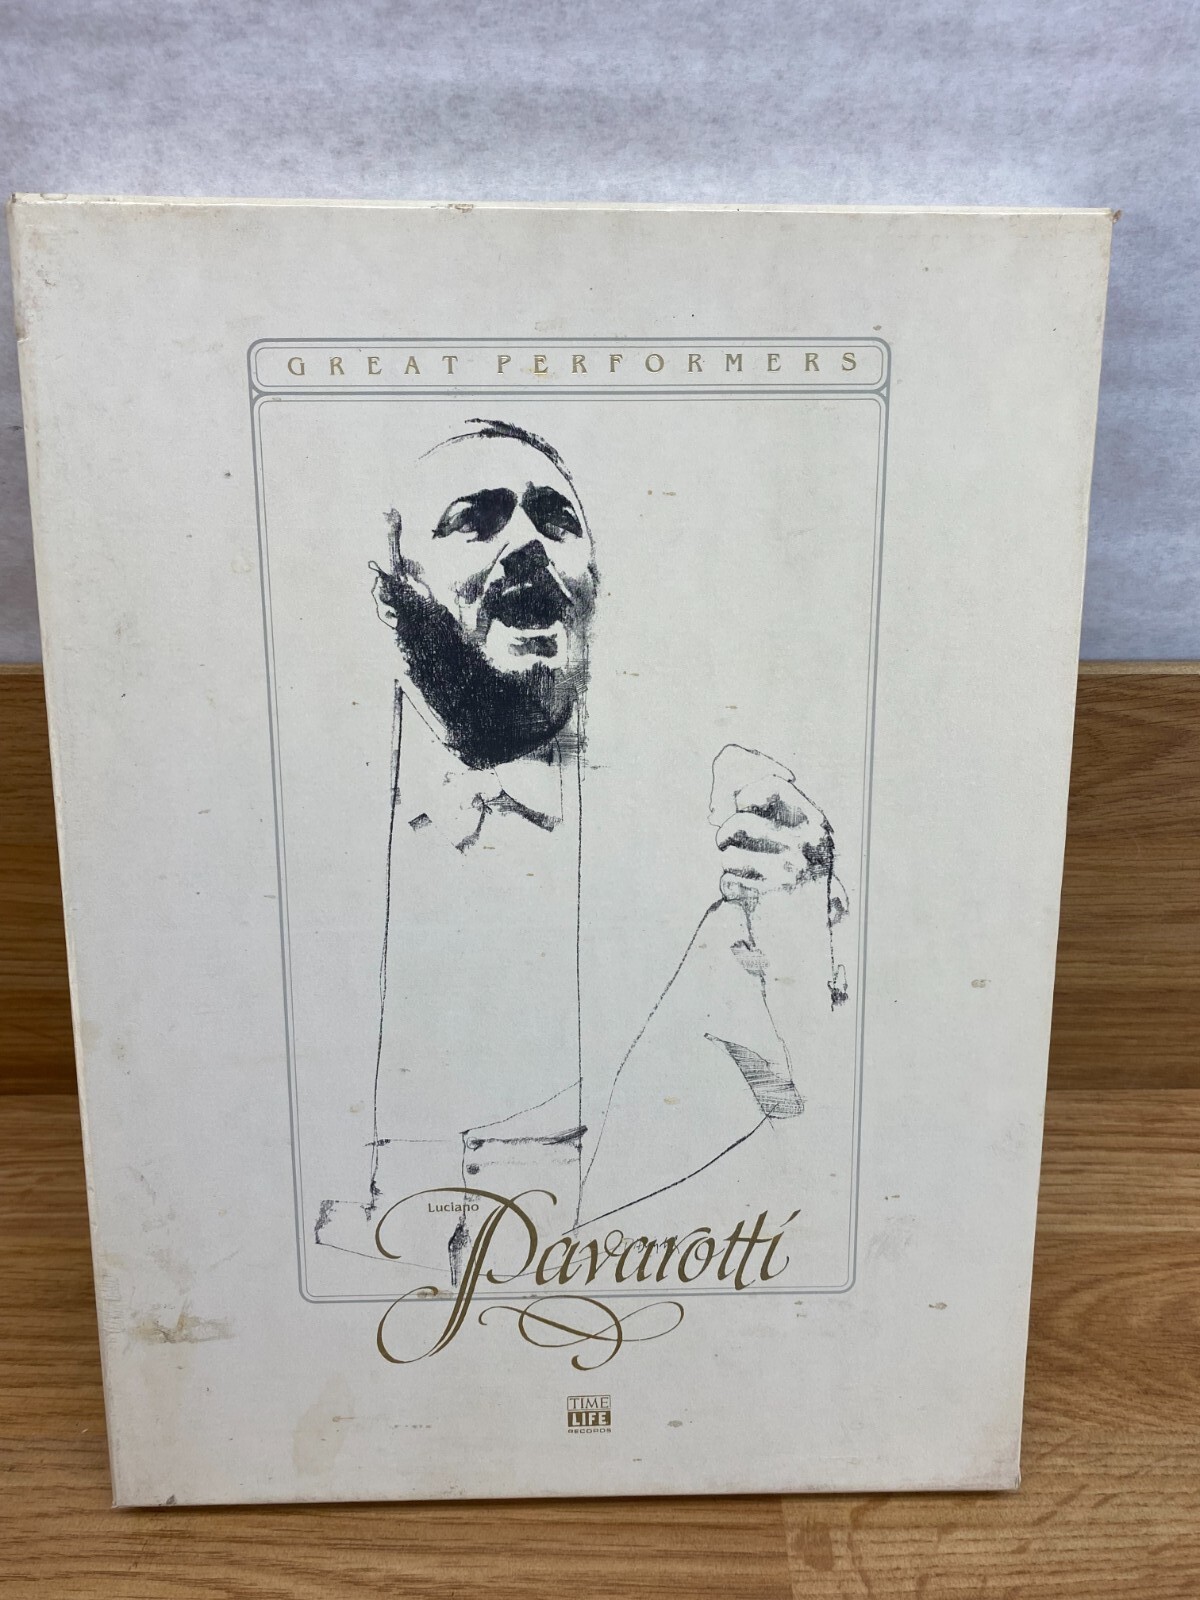 GREAT PERFORMERS
Luciano
Pavarotti
TIME
LIFE
RECORDS